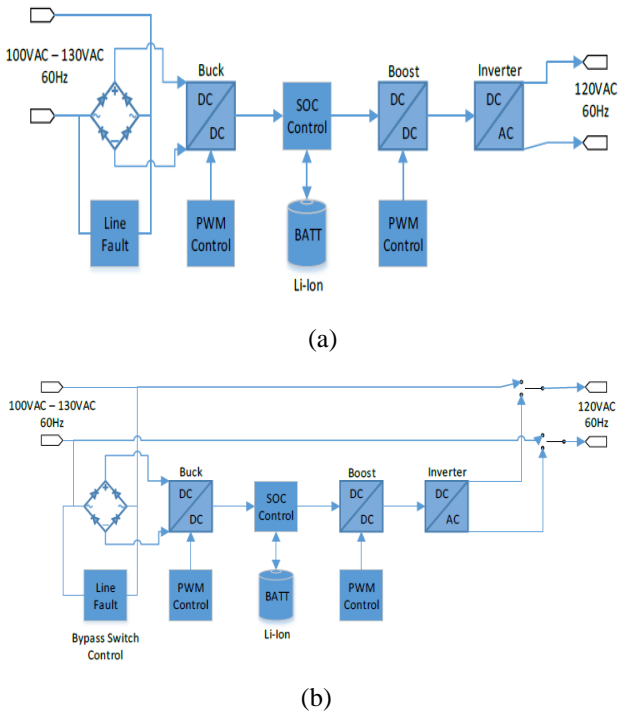 100VAC – 130VAC
60Hz
Buck
Boost
Inverter
DC
DC
SOC
Control
DC
DC
DC
AC
120VAC
60Hz
Line
Fault
PWM
Control
BATT
PWM
Control
Li-Ion
(a)
100VAC – 130VAC
60Hz
120VAC
60Hz
Buck
Boost
Inverter
DC
DC
SOC
Control
DC
DC
DC
AC
Line
Fault
PWM
Control
BATT
PWM
Control
Bypass Switch
Control
Li-Ion
(b)